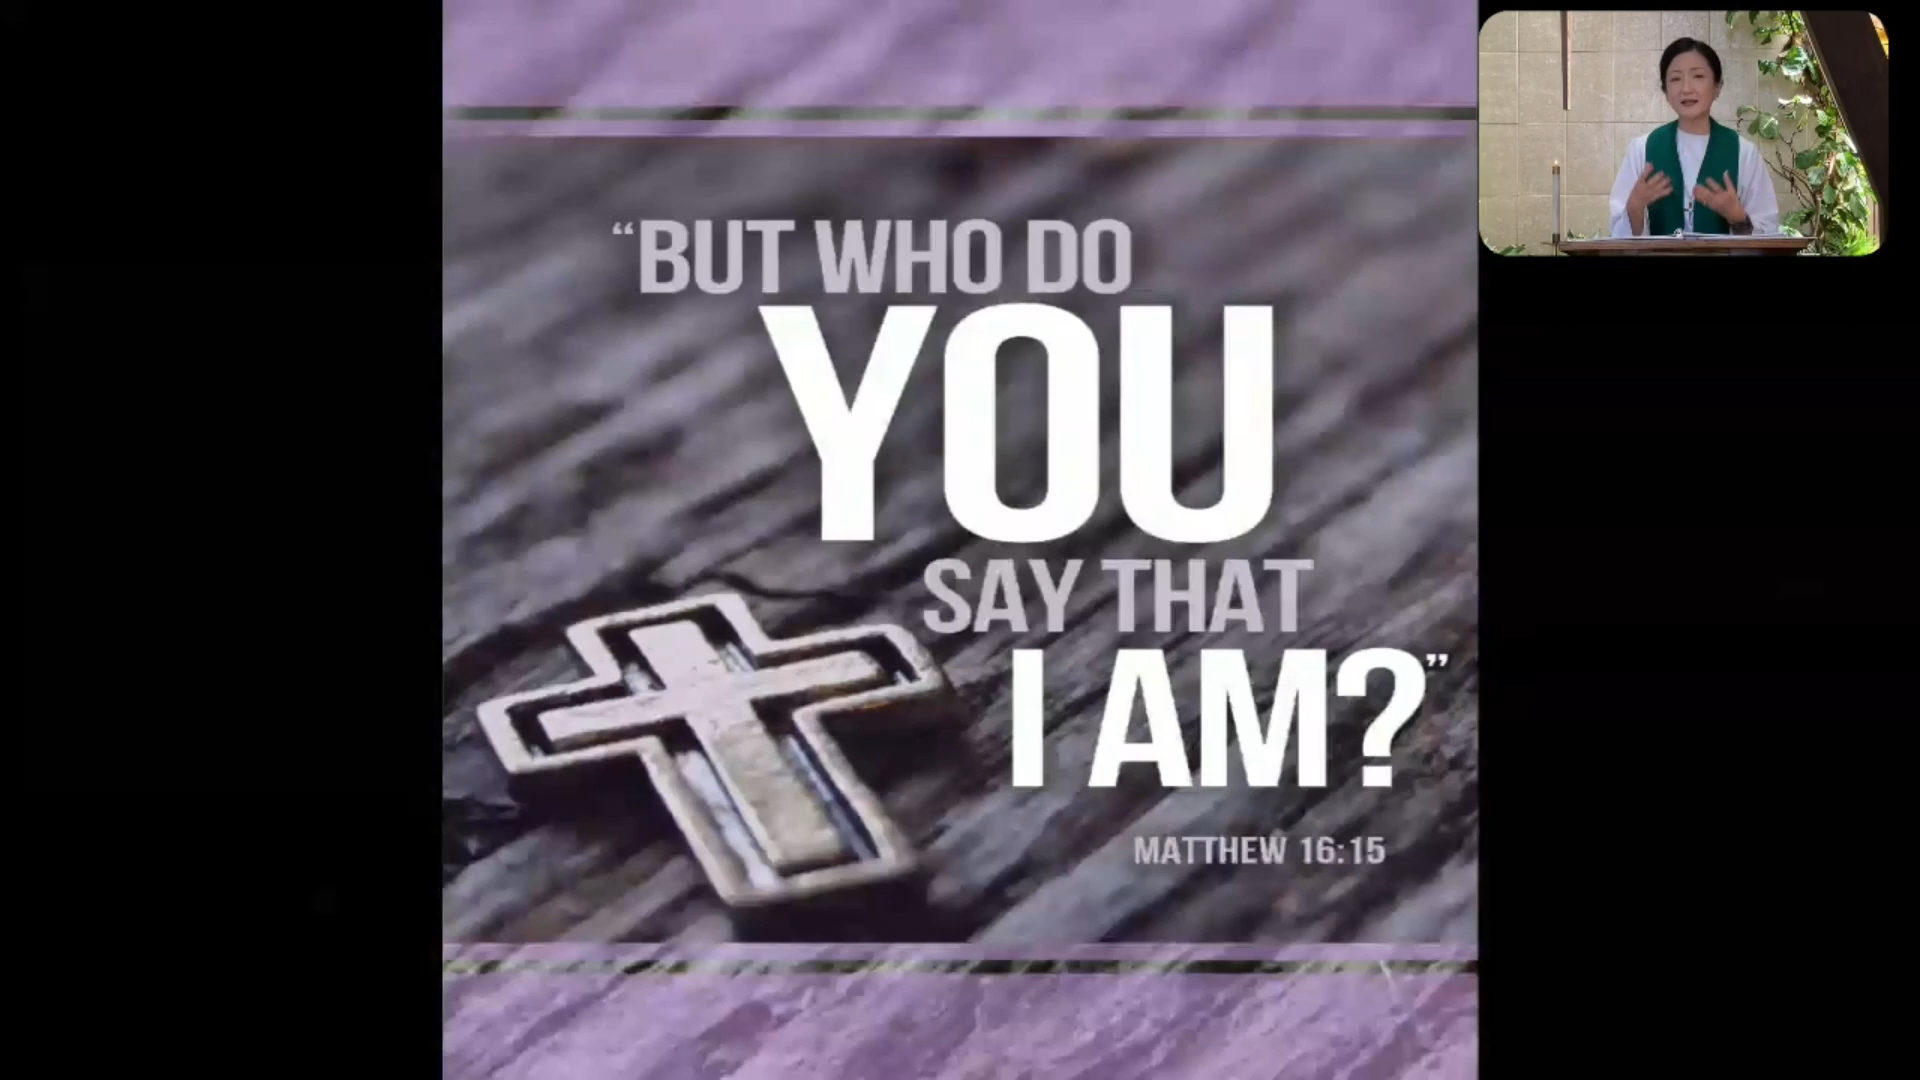 “BUT WHO DO
YOU
SAY THAT
I AM?”
MATTHEW 16:15